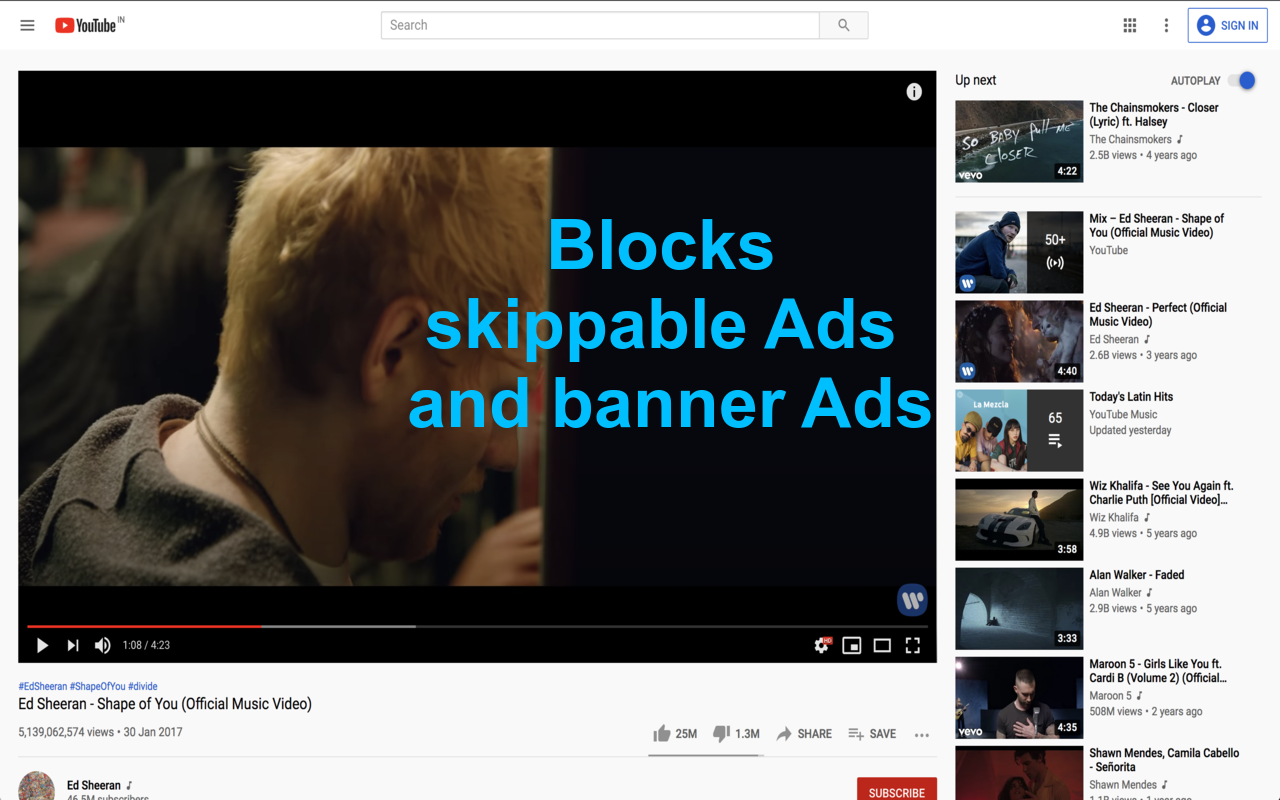 YouTube IN
Search
SIGN IN
Up next
AUTOPLAY
Blocks
skippable Ads
and banner Ads
1:08 / 4:23
HD
#EdSheeran #ShapeOfYou #divide
Ed Sheeran - Shape of You (Official Music Video)
5,139,062,574 views • 30 Jan 2017
25M
1.3M
SHARE
SAVE
Ed Sheeran
46.5M subscribers
SUBSCRIBE
SO BABY PULL ME
CLOSER
vevo
4:22
The Chainsmokers - Closer
(Lyric) ft. Halsey
The Chainsmokers
2.5B views • 4 years ago
50+
Mix – Ed Sheeran - Shape of
You (Official Music Video)
YouTube
4:40
Ed Sheeran - Perfect (Official
Music Video)
Ed Sheeran
2.6B views • 3 years ago
La Mezcla
65
Today's Latin Hits
YouTube Music
Updated yesterday
3:58
Wiz Khalifa - See You Again ft.
Charlie Puth [Official Video]...
Wiz Khalifa
4.9B views • 5 years ago
3:33
Alan Walker - Faded
Alan Walker
2.9B views • 5 years ago
vevo
4:35
Maroon 5 - Girls Like You ft.
Cardi B (Volume 2) (Official...
Maroon 5
508M views • 2 years ago
Shawn Mendes, Camila Cabello
- Señorita
Shawn Mendes
1.1B views • 1 year ago